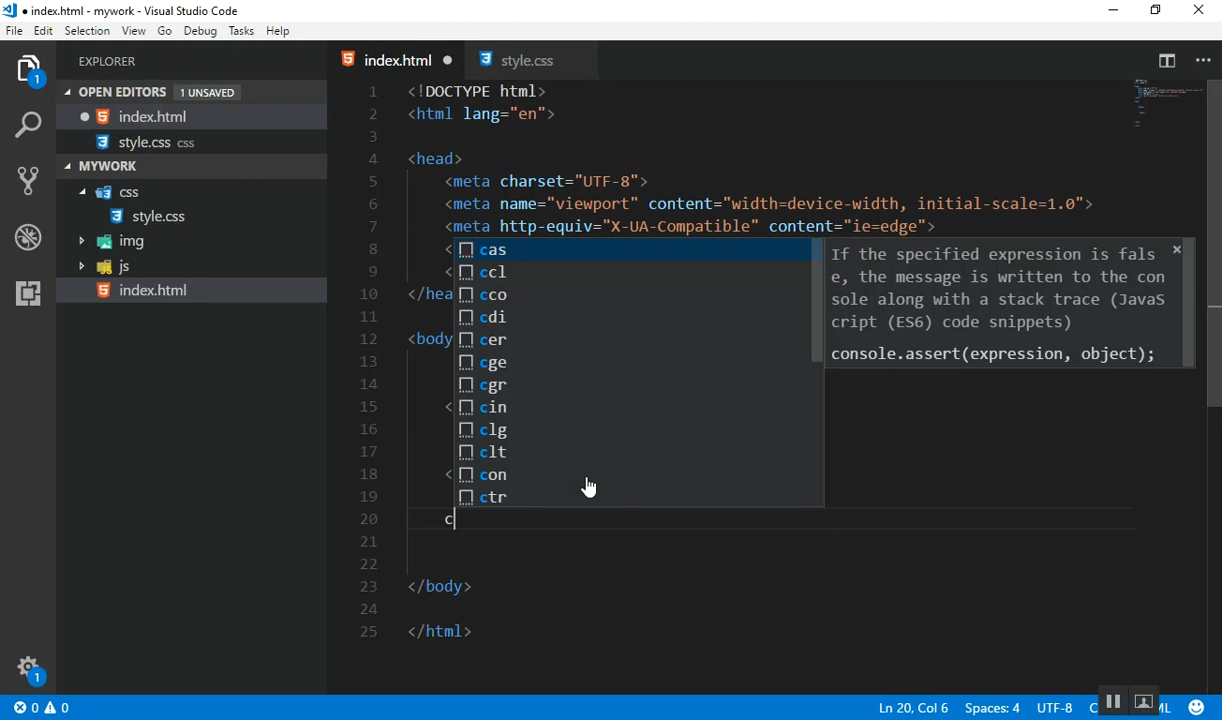 ● index.html - mywork - Visual Studio Code
File Edit Selection View Go Debug Tasks Help
EXPLORER
OPEN EDITORS 1 UNSAVED
index.html
style.css css
MYWORK
css
style.css
img
js
index.html
1
1
index.html
style.css
1 <!DOCTYPE html>
2 <html lang="en">
3
4 <head>
5 <meta charset="UTF-8">
6 <meta name="viewport" content="width=device-width, initial-scale=1.0">
7 <meta http-equiv="X-UA-Compatible" content="ie=edge">
8 <
9 <
10 </hea
11
12 <body
13
14
15 <
16
17
18 <
19
20 c
21
22
23 </body>
24
25 </html>
cas
ccl
cco
cdi
cer
cge
cgr
cin
clg
clt
con
ctr
If the specified expression is fals
e, the message is written to the con
sole along with a stack trace (JavaS
cript (ES6) code snippets)
console.assert(expression, object);
0 0
Ln 20, Col 6 Spaces: 4 UTF-8 C ML